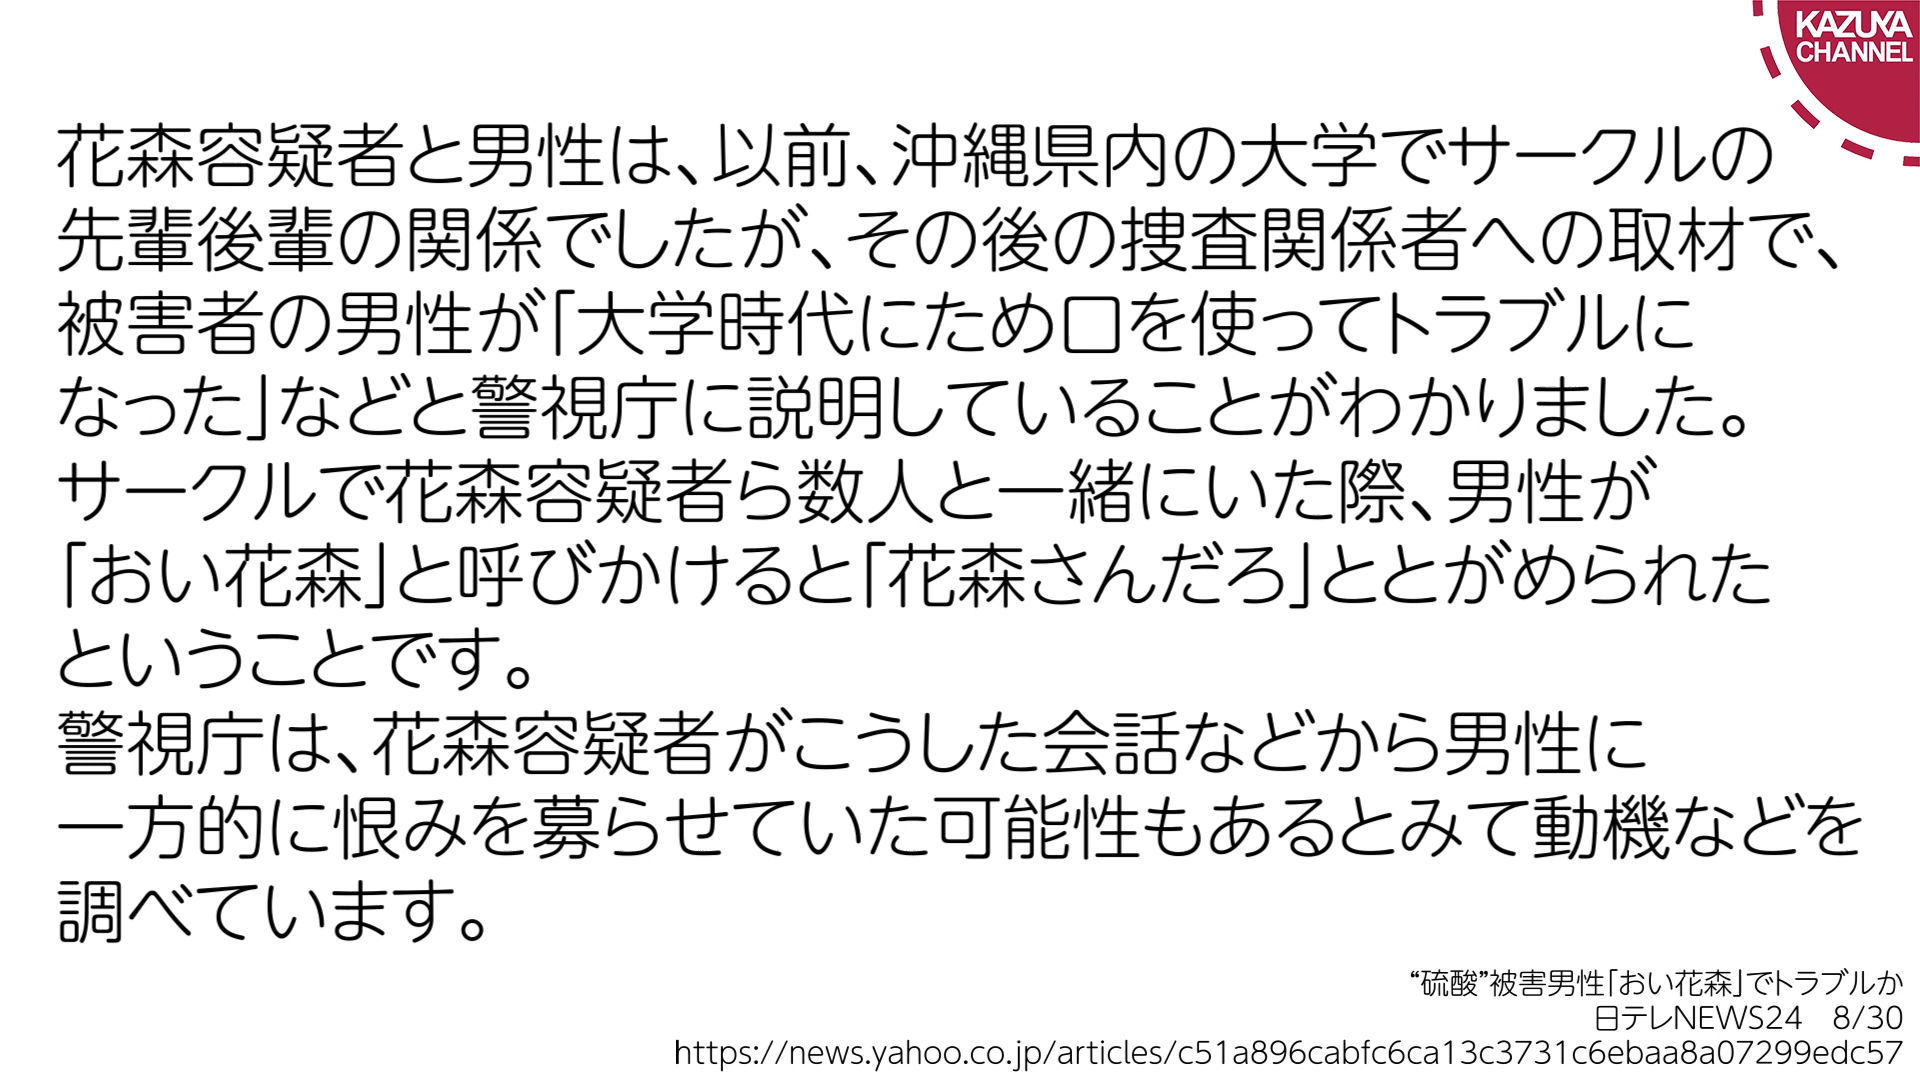 KAZUYA
CHANNEL
花森容疑者と男性は、以前、沖縄県内の大学でサークルの
先輩後輩の関係でしたが、その後の捜査関係者への取材で、
被害者の男性が「大学時代にため口を使ってトラブルに
なった」などと警視庁に説明していることがわかりました。
サークルで花森容疑者ら数人と一緒にいた際、男性が
「おい花森」と呼びかけると「花森さんだろ」ととがめられた
ということです。
警視庁は、花森容疑者がこうした会話などから男性に
一方的に恨みを募らせていた可能性もあるとみて動機などを
調べています。
“硫酸”被害男性「おい花森」でトラブルか
日テレNEWS24　8/30
https://news.yahoo.co.jp/articles/c51a896cabfc6ca13c3731c6ebaa8a07299edc57